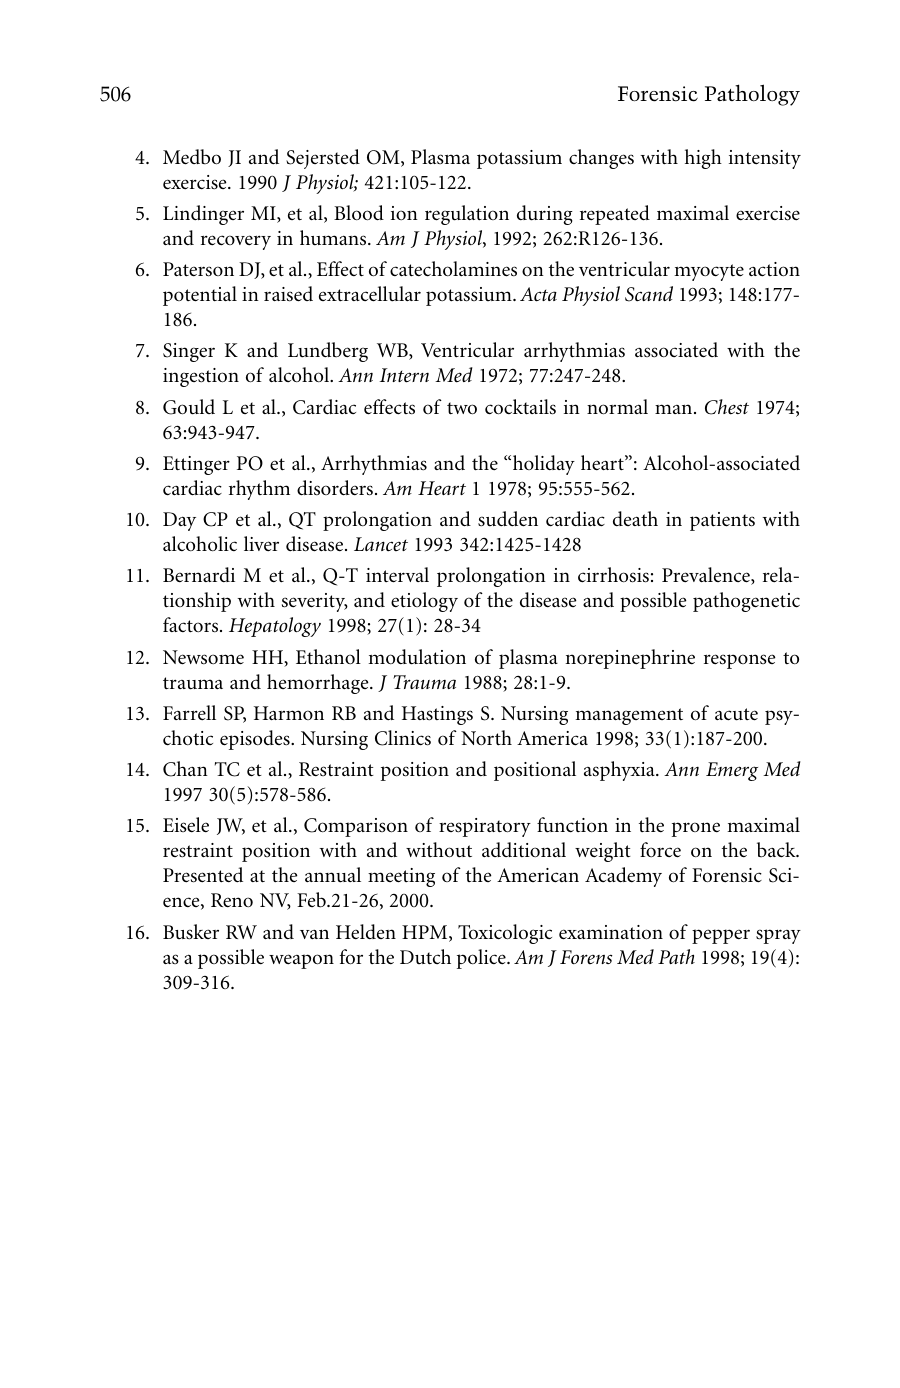 506 Forensic Pathology
4. Medbo JI and Sejersted OM, Plasma potassium changes with high intensity
exercise. 1990 J Physiol; 421:105-122.
5. Lindinger MI, et al, Blood ion regulation during repeated maximal exercise
and recovery in humans. Am J Physiol, 1992; 262:R126-136.
6. Paterson DJ, et al., Effect of catecholamines on the ventricular myocyte action
potential in raised extracellular potassium. Acta Physiol Scand 1993; 148:177-
186.
7. Singer K and Lundberg WB, Ventricular arrhythmias associated with the
ingestion of alcohol. Ann Intern Med 1972; 77:247-248.
8. Gould L et al., Cardiac effects of two cocktails in normal man. Chest 1974;
63:943-947.
9. Ettinger PO et al., Arrhythmias and the “holiday heart”: Alcohol-associated
cardiac rhythm disorders. Am Heart 1 1978; 95:555-562.
10. Day CP et al., QT prolongation and sudden cardiac death in patients with
alcoholic liver disease. Lancet 1993 342:1425-1428
11. Bernardi M et al., Q-T interval prolongation in cirrhosis: Prevalence, rela-
tionship with severity, and etiology of the disease and possible pathogenetic
factors. Hepatology 1998; 27(1): 28-34
12. Newsome HH, Ethanol modulation of plasma norepinephrine response to
trauma and hemorrhage. J Trauma 1988; 28:1-9.
13. Farrell SP, Harmon RB and Hastings S. Nursing management of acute psy-
chotic episodes. Nursing Clinics of North America 1998; 33(1):187-200.
14. Chan TC et al., Restraint position and positional asphyxia. Ann Emerg Med
1997 30(5):578-586.
15. Eisele JW, et al., Comparison of respiratory function in the prone maximal
restraint position with and without additional weight force on the back.
Presented at the annual meeting of the American Academy of Forensic Sci-
ence, Reno NV, Feb.21-26, 2000.
16. Busker RW and van Helden HPM, Toxicologic examination of pepper spray
as a possible weapon for the Dutch police. Am J Forens Med Path 1998; 19(4):
309-316.